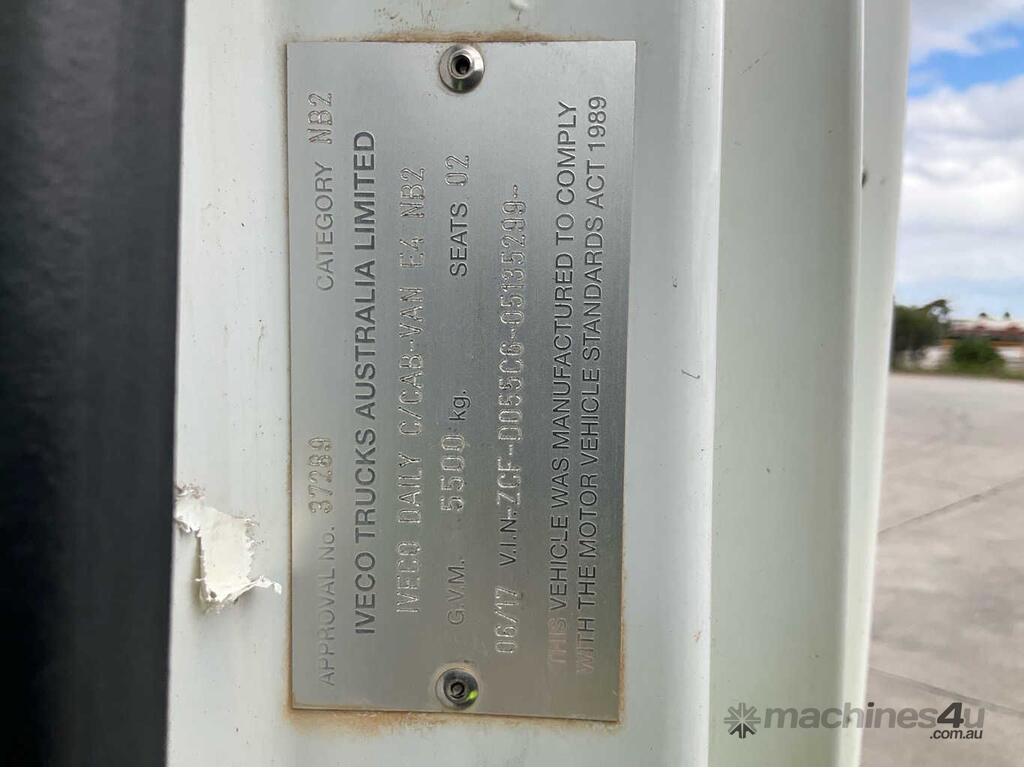 APPROVAL No. 37289 CATEGORY NB2
IVECO TRUCKS AUSTRALIA LIMITED
IVECO DAILY C/CAB-VAN E4 NB2
G.V.M. 5500 kg. SEATS 02
06/17 V.I.N-ZCF-D055C6-05135299--
THIS VEHICLE WAS MANUFACTURED TO COMPLY
WITH THE MOTOR VEHICLE STANDARDS ACT 1989
machines4u
.com.au